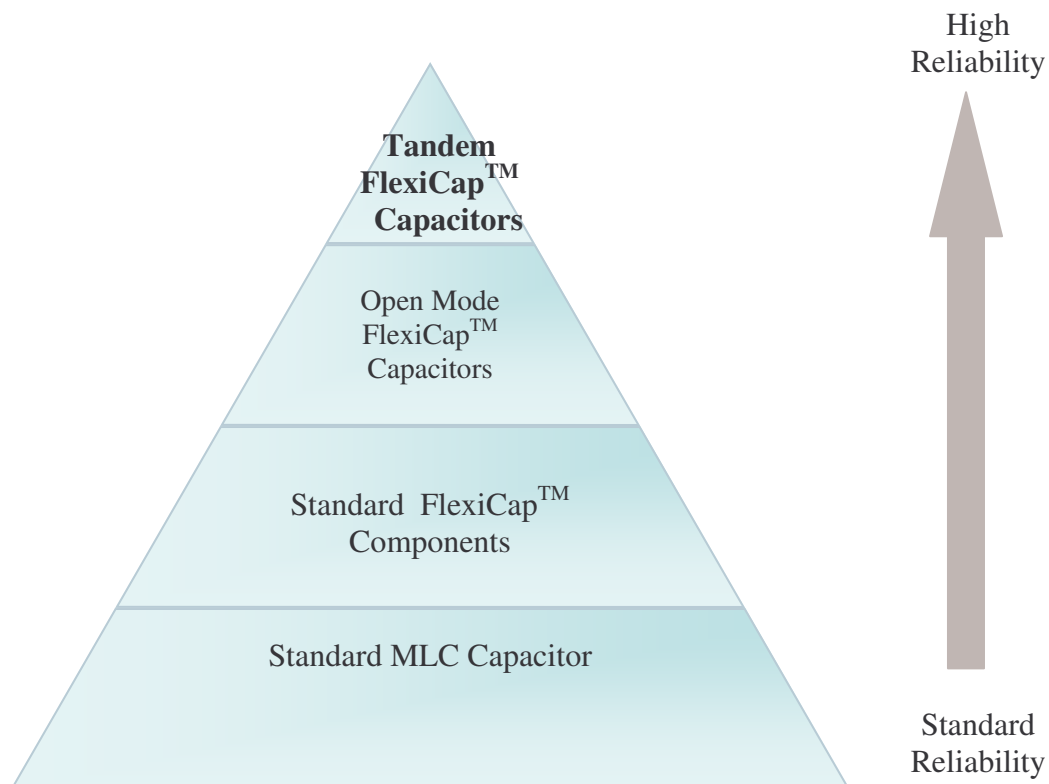 High
Reliability
Tandem
FlexiCap™
Capacitors
Open Mode
FlexiCap™
Capacitors
Standard FlexiCap™
Components
Standard MLC Capacitor
Standard
Reliability